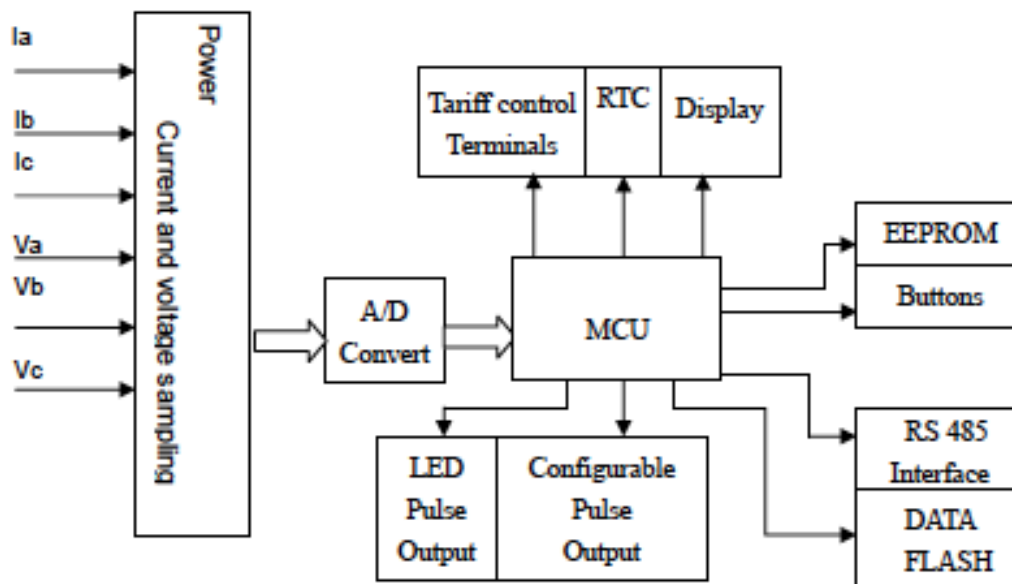 Ia
Ib
Ic
Va
Vb
Vc
Power
Current and voltage sampling
A/D
Convert
Tariff control
Terminals
RTC
Display
MCU
EEPROM
Buttons
LED
Pulse
Output
Configurable
Pulse
Output
RS 485
Interface
DATA
FLASH